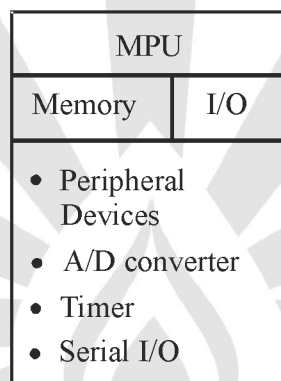 MPU
Memory I/O
• Peripheral
Devices
• A/D converter
• Timer
• Serial I/O